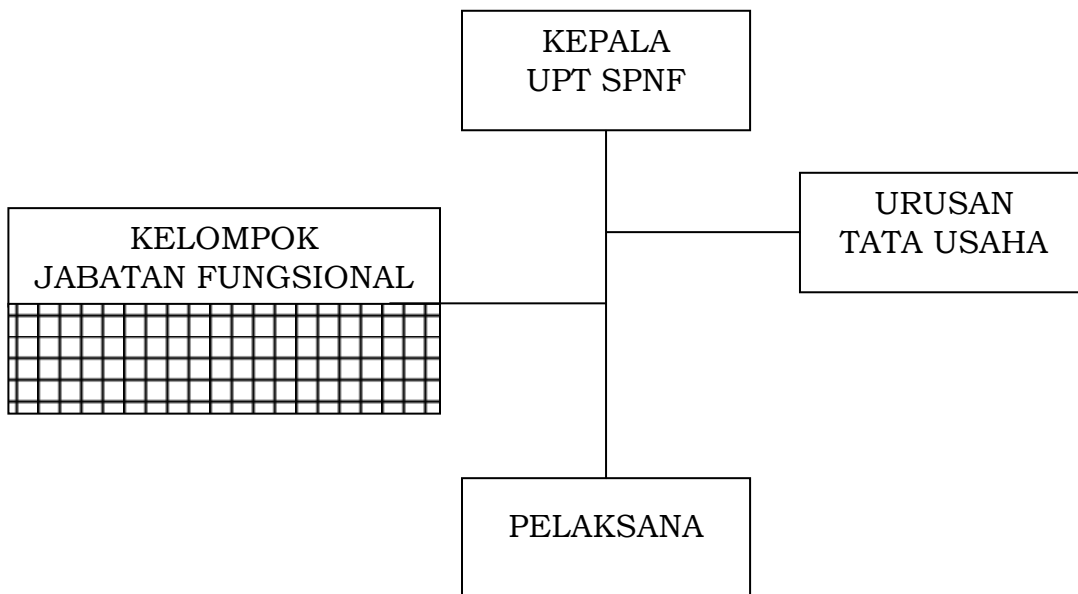 KEPALA
UPT SPNF
URUSAN
TATA USAHA
KELOMPOK
JABATAN FUNGSIONAL
PELAKSANA